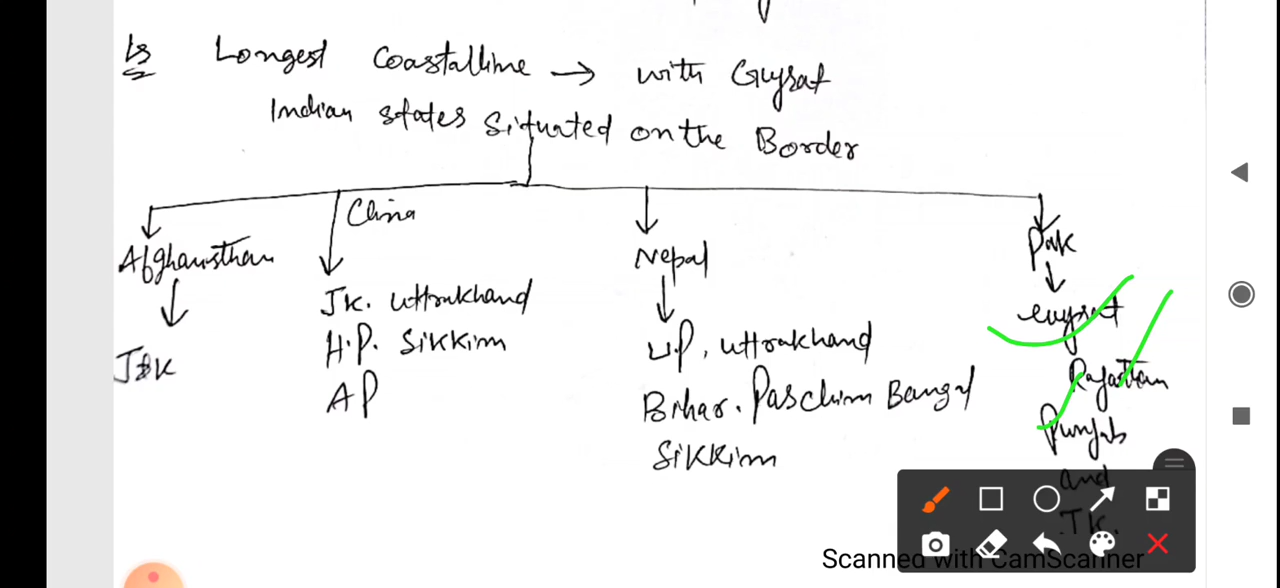 Longest Coastalline → with Gujrat
Indian states Situated on the Border
Afghanisthan
JBK
China
JK. Uttrakhand
H.P. Sikkim
AP
Nepal
U.P, Uttrakhand
Bihar. Paschim Bangal
Sikkim
Pak
Gujrat
Rajasthan
Punjab
and
JK.
Scanned with CamScanner